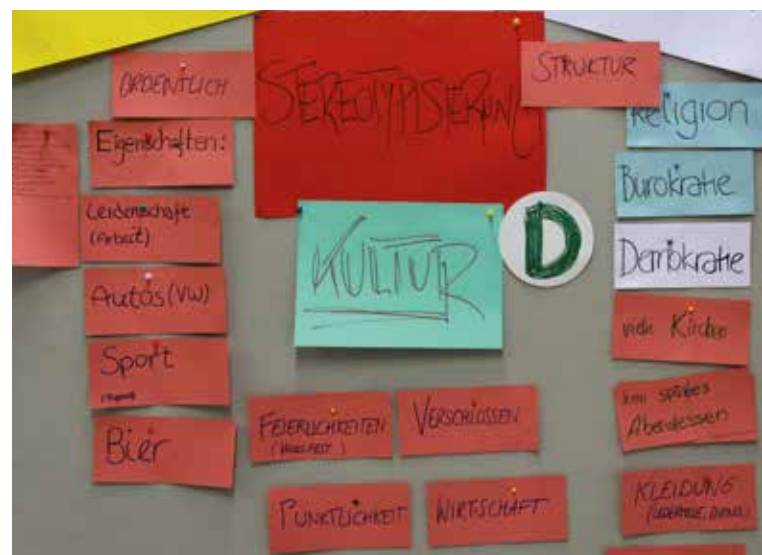 ORDENTLICH
STEREOTYPISIERUNG
STRUKTUR
Religion
Eigenschaften:
Bürokratie
Leidenschaft
(Arbeit)
KULTUR
D
Demokratie
Autos (VW)
viele Kirchen
Sport
kein spätes
Abendessen
FEIERLICHKEITEN
VERSCHLOSSEN
Bier
KLEIDUNG
PÜNKTLICHKEIT
WIRTSCHAFT